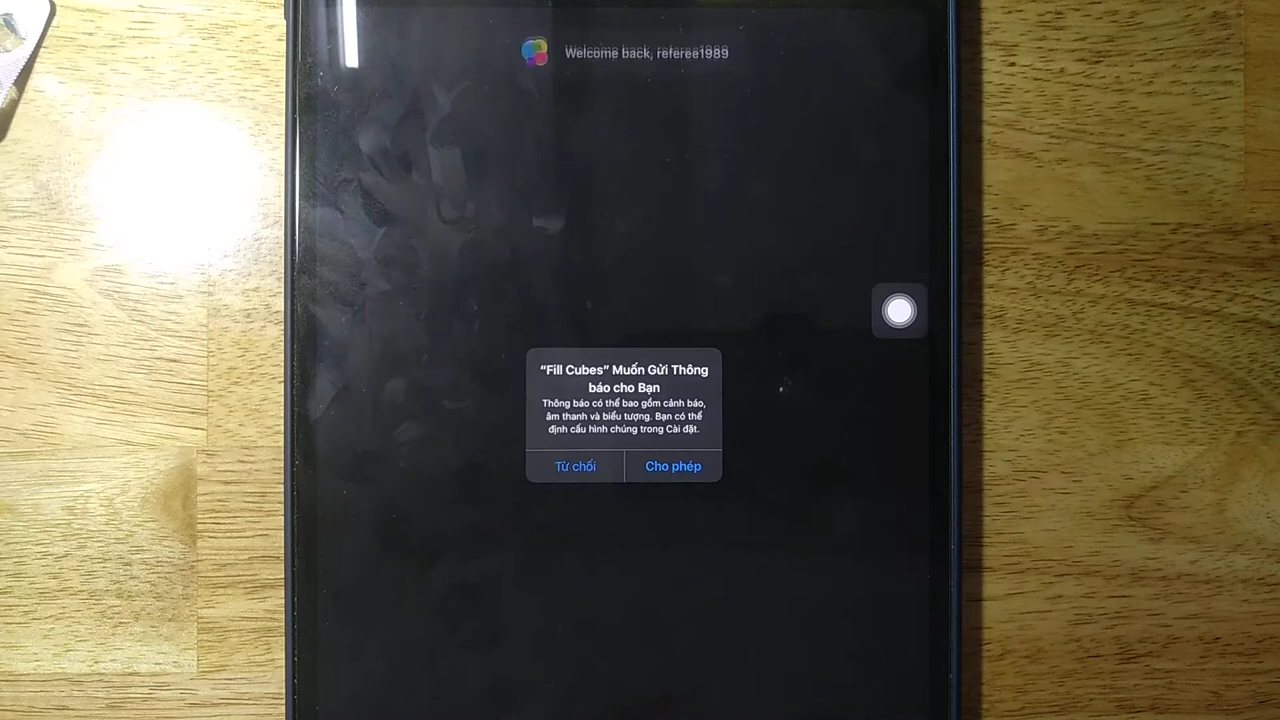 Welcome back, referee1989
“Fill Cubes” Muốn Gửi Thông
báo cho Bạn
Thông báo có thể bao gồm cảnh báo,
âm thanh và biểu tượng. Bạn có thể
định cấu hình chúng trong Cài đặt.
Từ chối
Cho phép